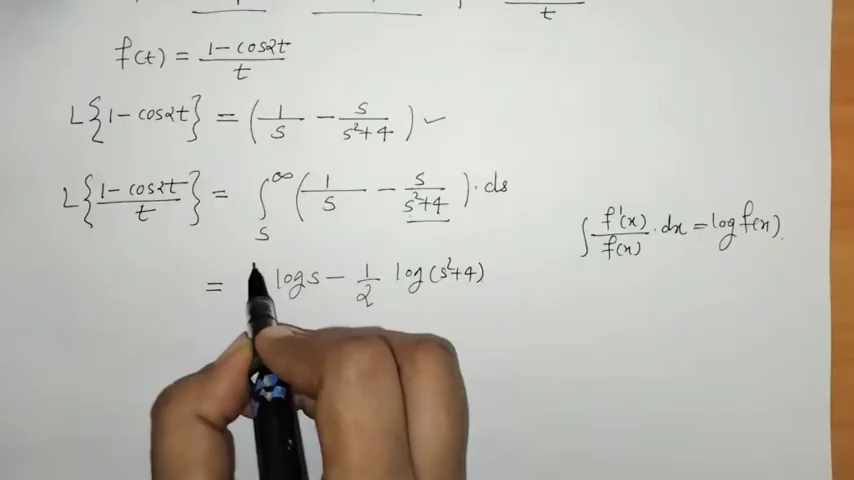 t
f(t) = 1-cos2t / t
L{1-cos2t} = (1/s - s/s²+4) ✓
L{1-cos2t / t} = ∫_s^∞ (1/s - s/s²+4) . ds
∫ f'(x)/f(x) . dx = log f(x).
= logs - 1/2 log(s²+4)